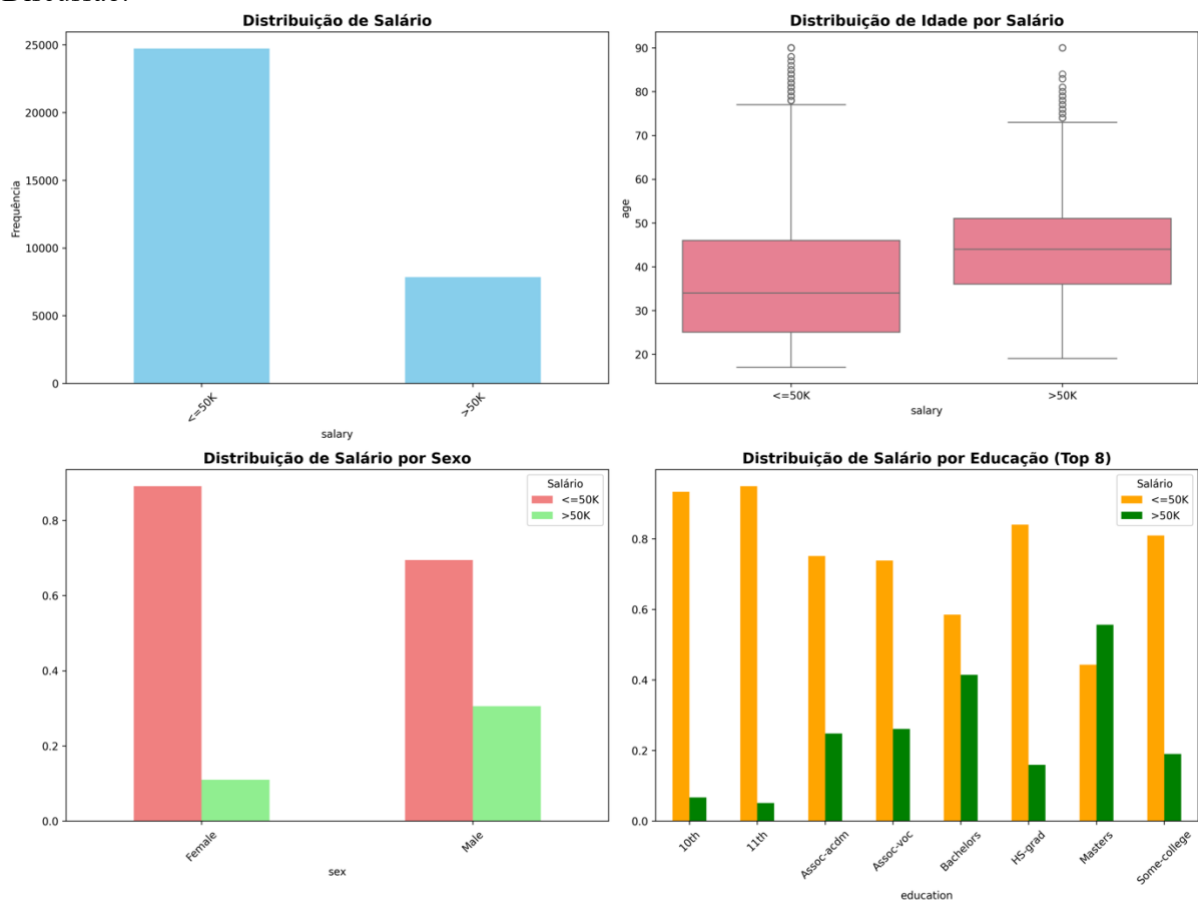 Distribuição de Salário
25000
20000
15000
10000
5000
0
Frequência
<=50K
>50K
salary
Distribuição de Idade por Salário
90
80
70
60
50
40
30
20
age
<=50K
>50K
salary
Distribuição de Salário por Sexo
Salário
<=50K
>50K
0.8
0.6
0.4
0.2
0.0
Female
Male
sex
Distribuição de Salário por Educação (Top 8)
Salário
<=50K
>50K
0.8
0.6
0.4
0.2
0.0
10th
11th
Assoc-acdm
Assoc-voc
Bachelors
HS-grad
Masters
Some-college
education